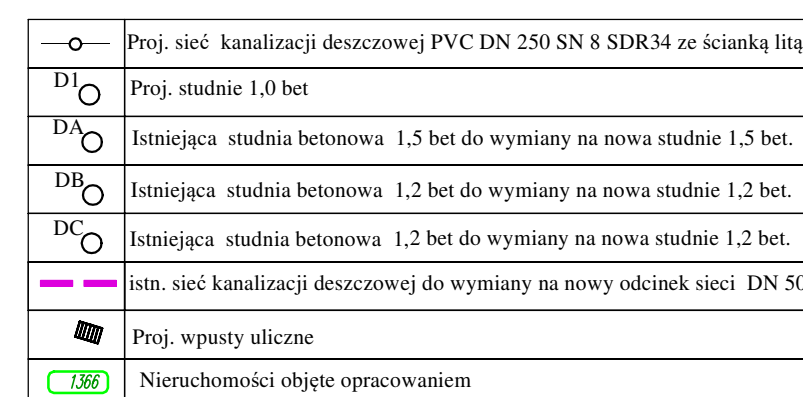 Proj. sieć kanalizacji deszczowej PVC DN 250 SN 8 SDR34 ze ścianką litą
D1 Proj. studnie 1,0 bet
DA Istniejąca studnia betonowa 1,5 bet do wymiany na nowa studnie 1,5 bet.
DB Istniejąca studnia betonowa 1,2 bet do wymiany na nowa studnie 1,2 bet.
DC Istniejąca studnia betonowa 1,2 bet do wymiany na nowa studnie 1,2 bet.
istn. sieć kanalizacji deszczowej do wymiany na nowy odcinek sieci DN 50
Proj. wpusty uliczne
1366 Nieruchomości objęte opracowaniem